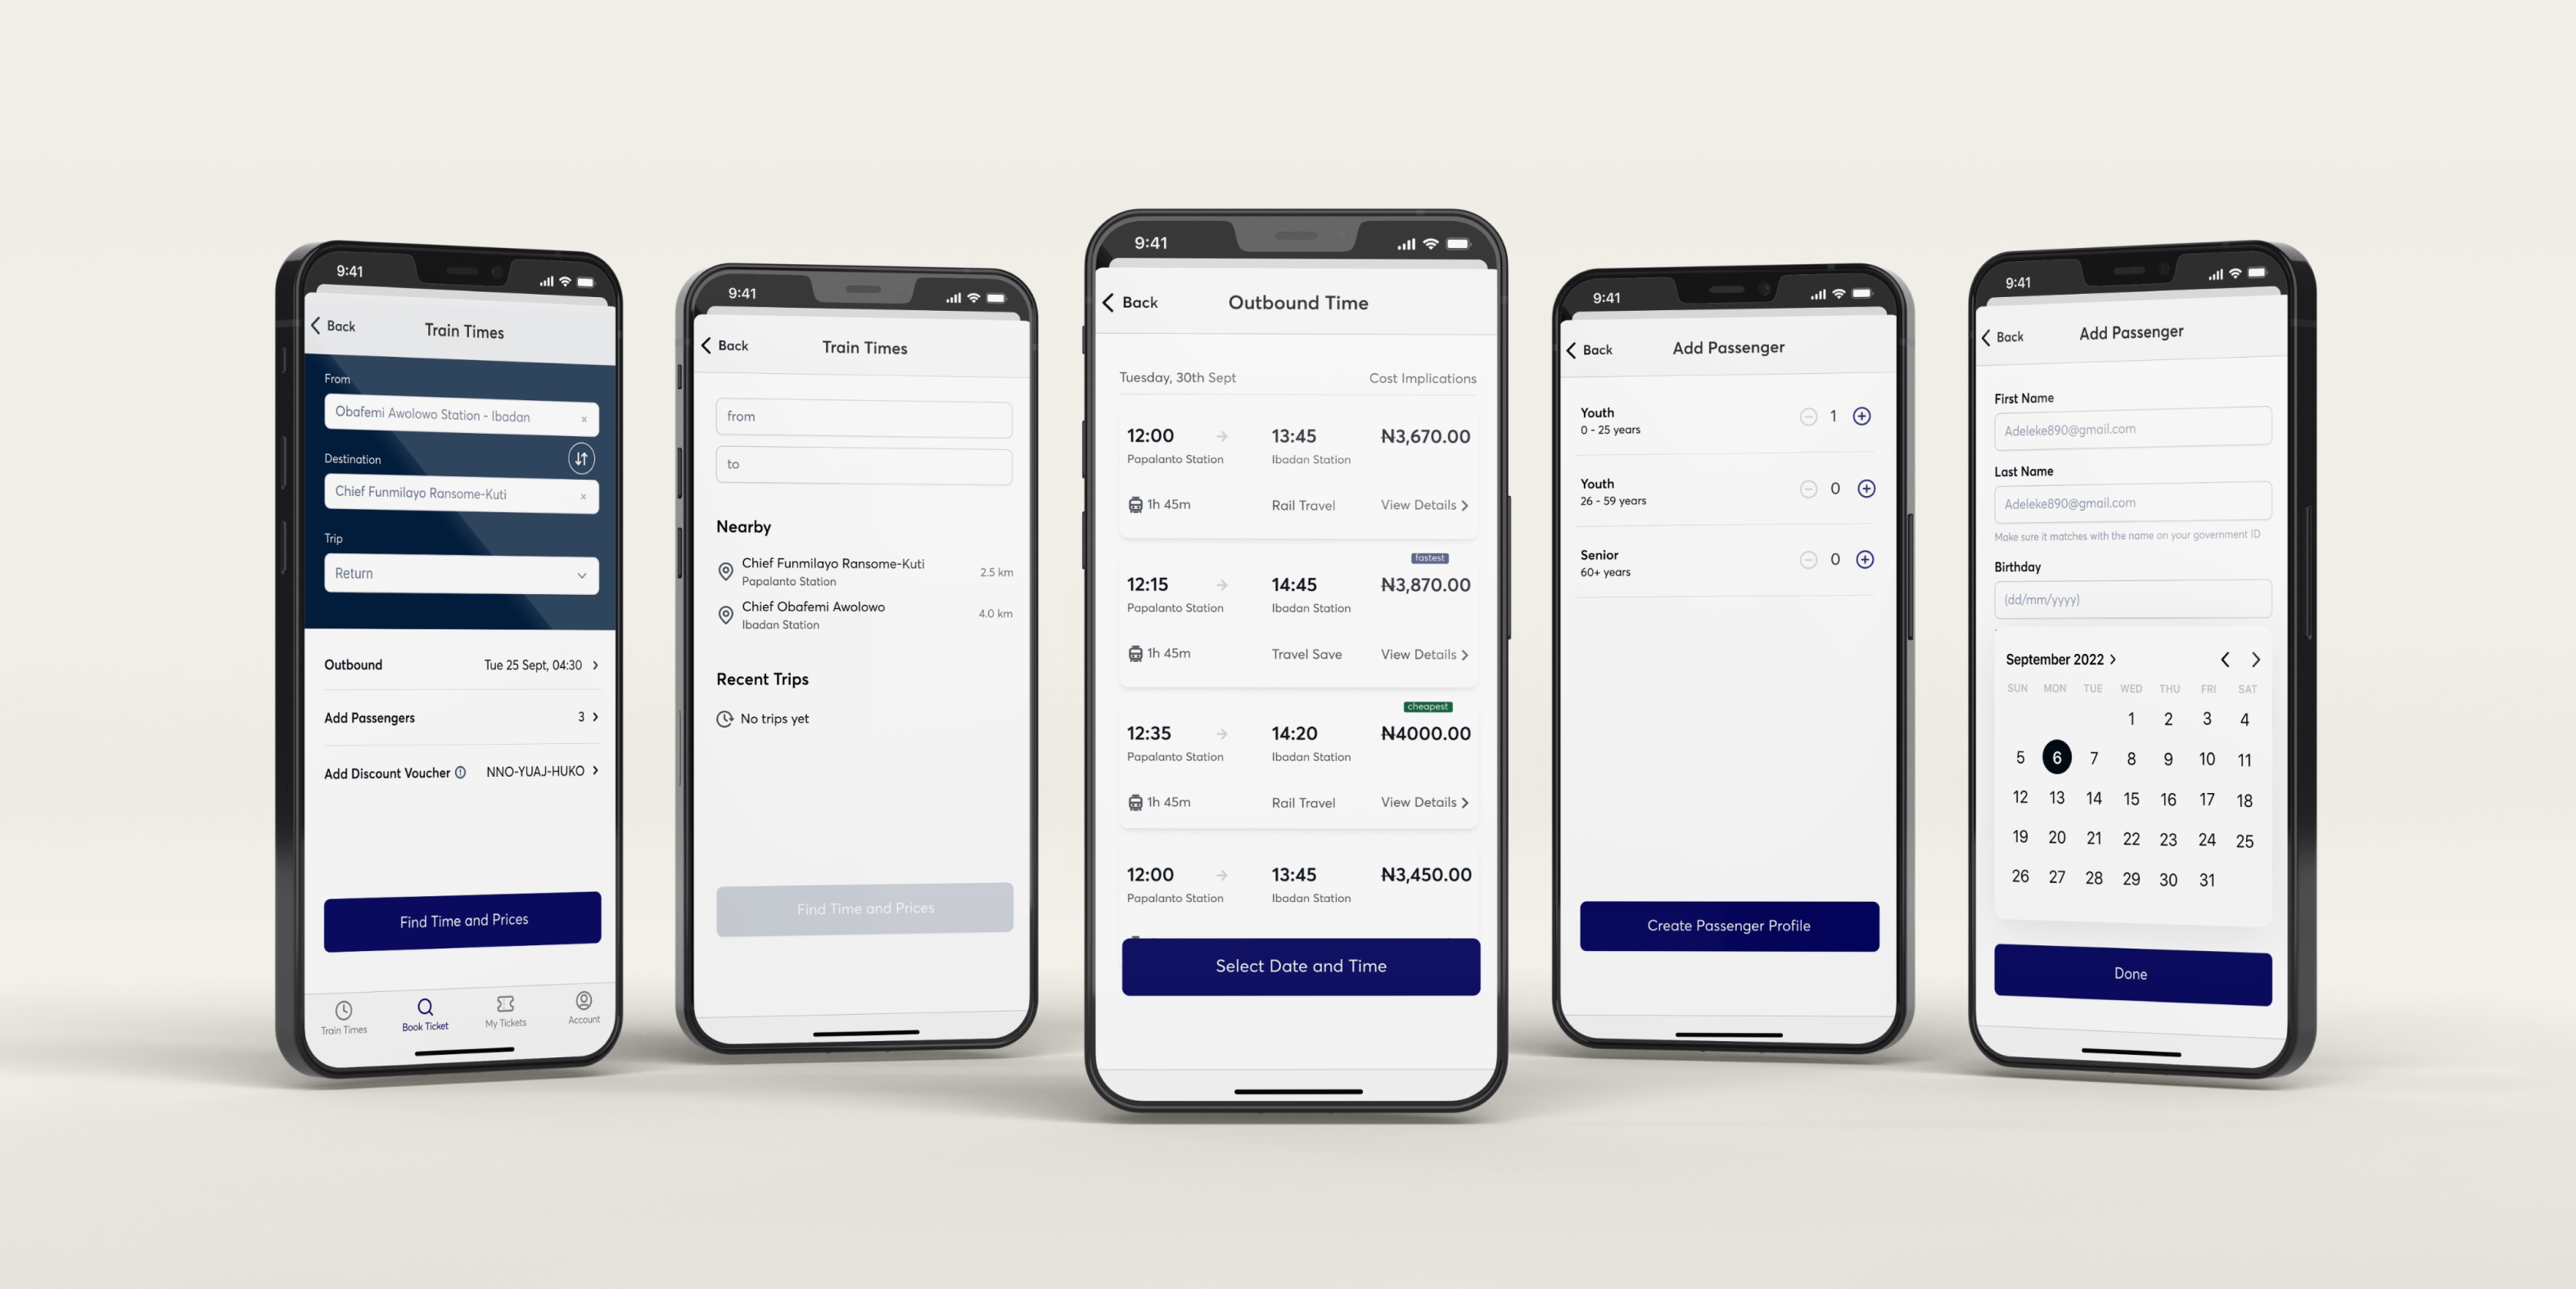 9:41
Back
Train Times
From
Obafemi Awolowo Station - Ibadan ×
Destination
Chief Funmilayo Ransome-Kuti ×
Trip
Return
Outbound Tue 25 Sept, 04:30
Add Passengers 3
Add Discount Voucher NNO-YUAJ-HUKO
Find Time and Prices
Train Times Book Ticket My Tickets Account
9:41
Back
Train Times
from
to
Nearby
Chief Funmilayo Ransome-Kuti
Papalanto Station 2.5 km
Chief Obafemi Awolowo
Ibadan Station 4.0 km
Recent Trips
No trips yet
Find Time and Prices
9:41
Back
Outbound Time
Tuesday, 30th Sept Cost Implications
12:00 13:45 ₦3,670.00
Papalanto Station Ibadan Station
1h 45m Rail Travel View Details
fastest
12:15 14:45 ₦3,870.00
Papalanto Station Ibadan Station
1h 45m Travel Save View Details
cheapest
12:35 14:20 ₦4000.00
Papalanto Station Ibadan Station
1h 45m Rail Travel View Details
12:00 13:45 ₦3,450.00
Papalanto Station Ibadan Station
Select Date and Time
9:41
Back
Add Passenger
Youth
0 - 25 years
1
Youth
26 - 59 years
0
Senior
60+ years
0
Create Passenger Profile
9:41
Back
Add Passenger
First Name
Adeleke890@gmail.com
Last Name
Adeleke890@gmail.com
Make sure it matches with the name on your government ID
Birthday
(dd/mm/yyyy)
September 2022
SUN MON TUE WED THU FRI SAT
1 2 3 4
5 6 7 8 9 10 11
12 13 14 15 16 17 18
19 20 21 22 23 24 25
26 27 28 29 30 31
Done